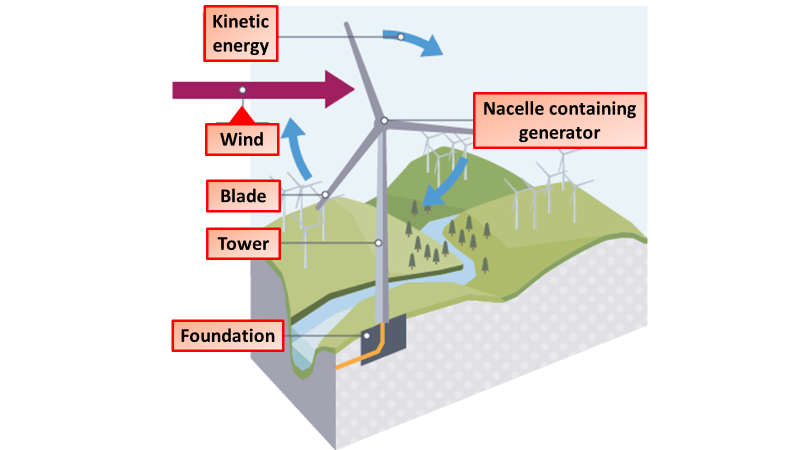 Kinetic
energy
Nacelle containing
generator
Wind
Blade
Tower
Foundation